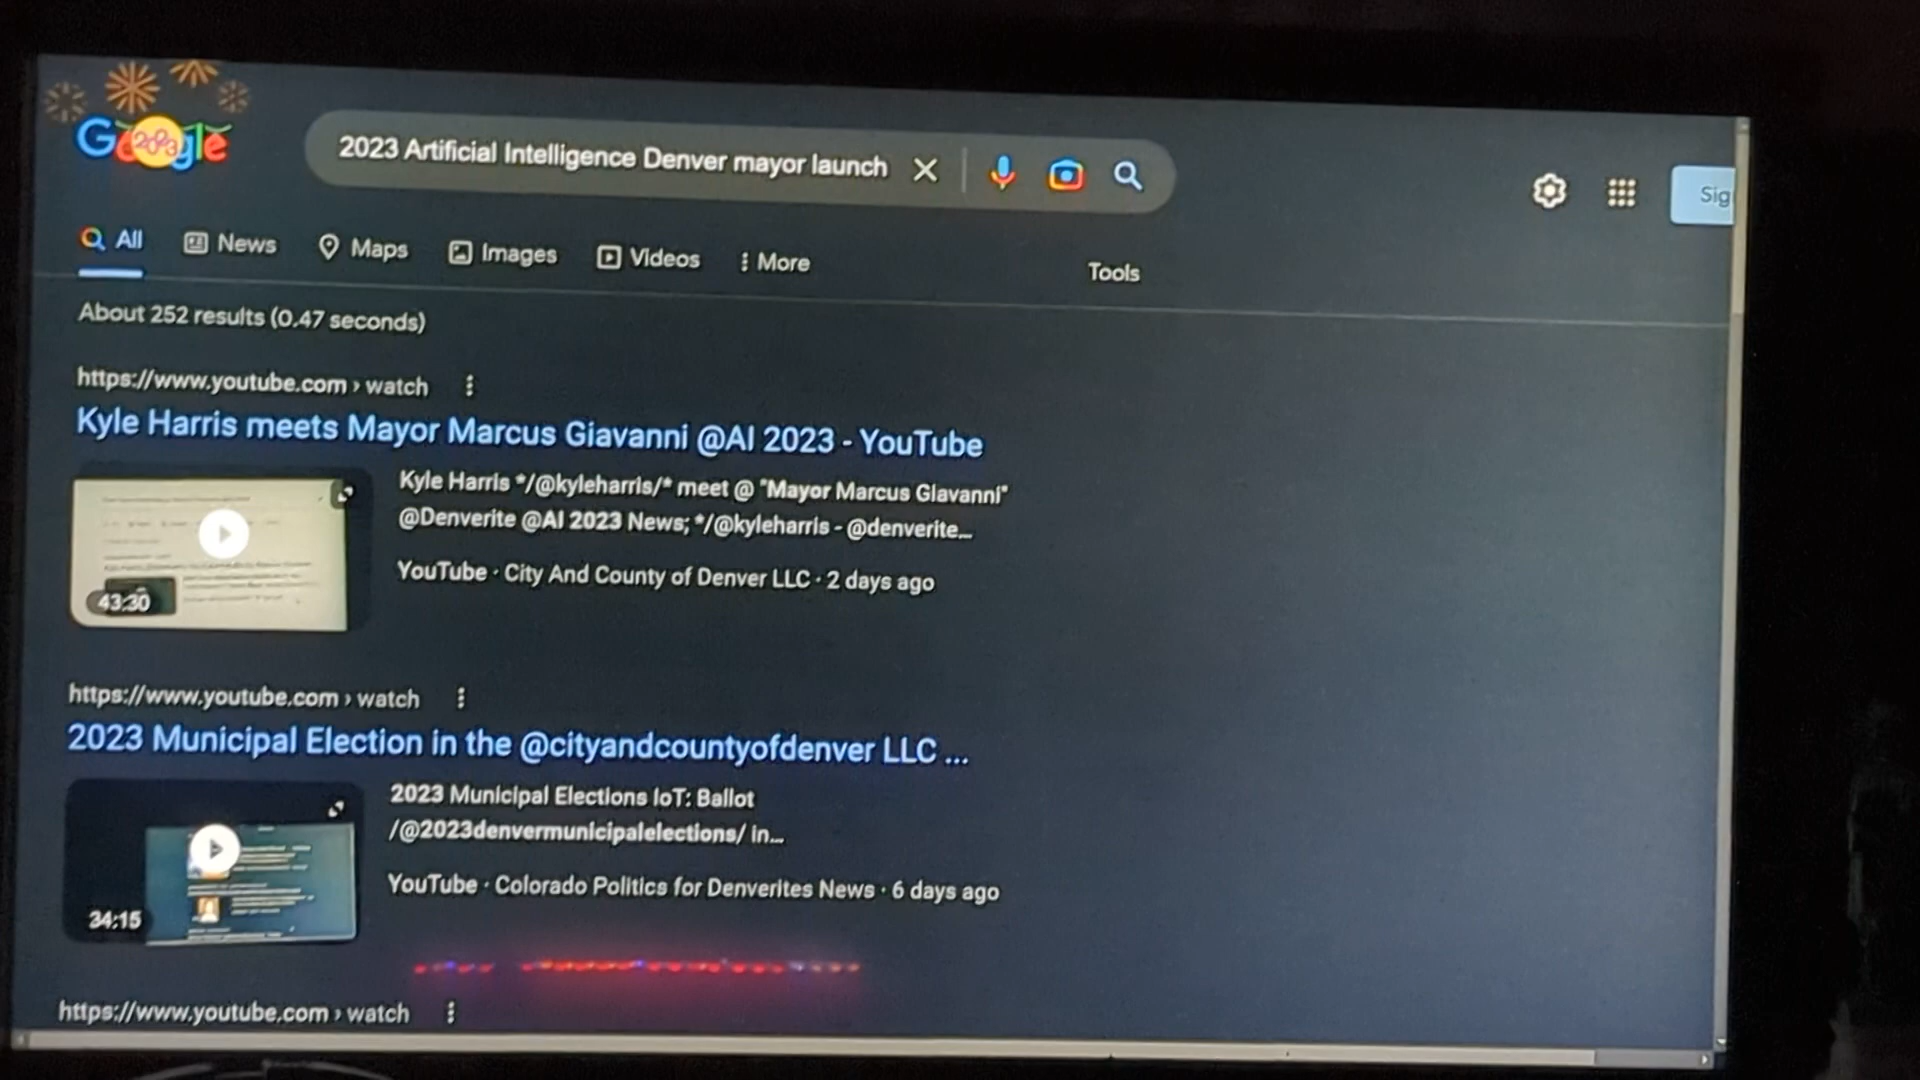 Google
2023
2023 Artificial Intelligence Denver mayor launch
Sig
All
News
Maps
Images
Videos
More
Tools
About 252 results (0.47 seconds)
https://www.youtube.com › watch
Kyle Harris meets Mayor Marcus Giavanni @AI 2023 - YouTube
Kyle Harris */@kyleharris/* meet @ "Mayor Marcus Giavanni"
@Denverite @AI 2023 News; */@kyleharris - @denverite...
43:30
YouTube · City And County of Denver LLC · 2 days ago
https://www.youtube.com › watch
2023 Municipal Election in the @cityandcountyofdenver LLC ...
2023 Municipal Elections IoT: Ballot
/@2023denvermunicipalelections/ in...
34:15
YouTube · Colorado Politics for Denverites News · 6 days ago
https://www.youtube.com › watch